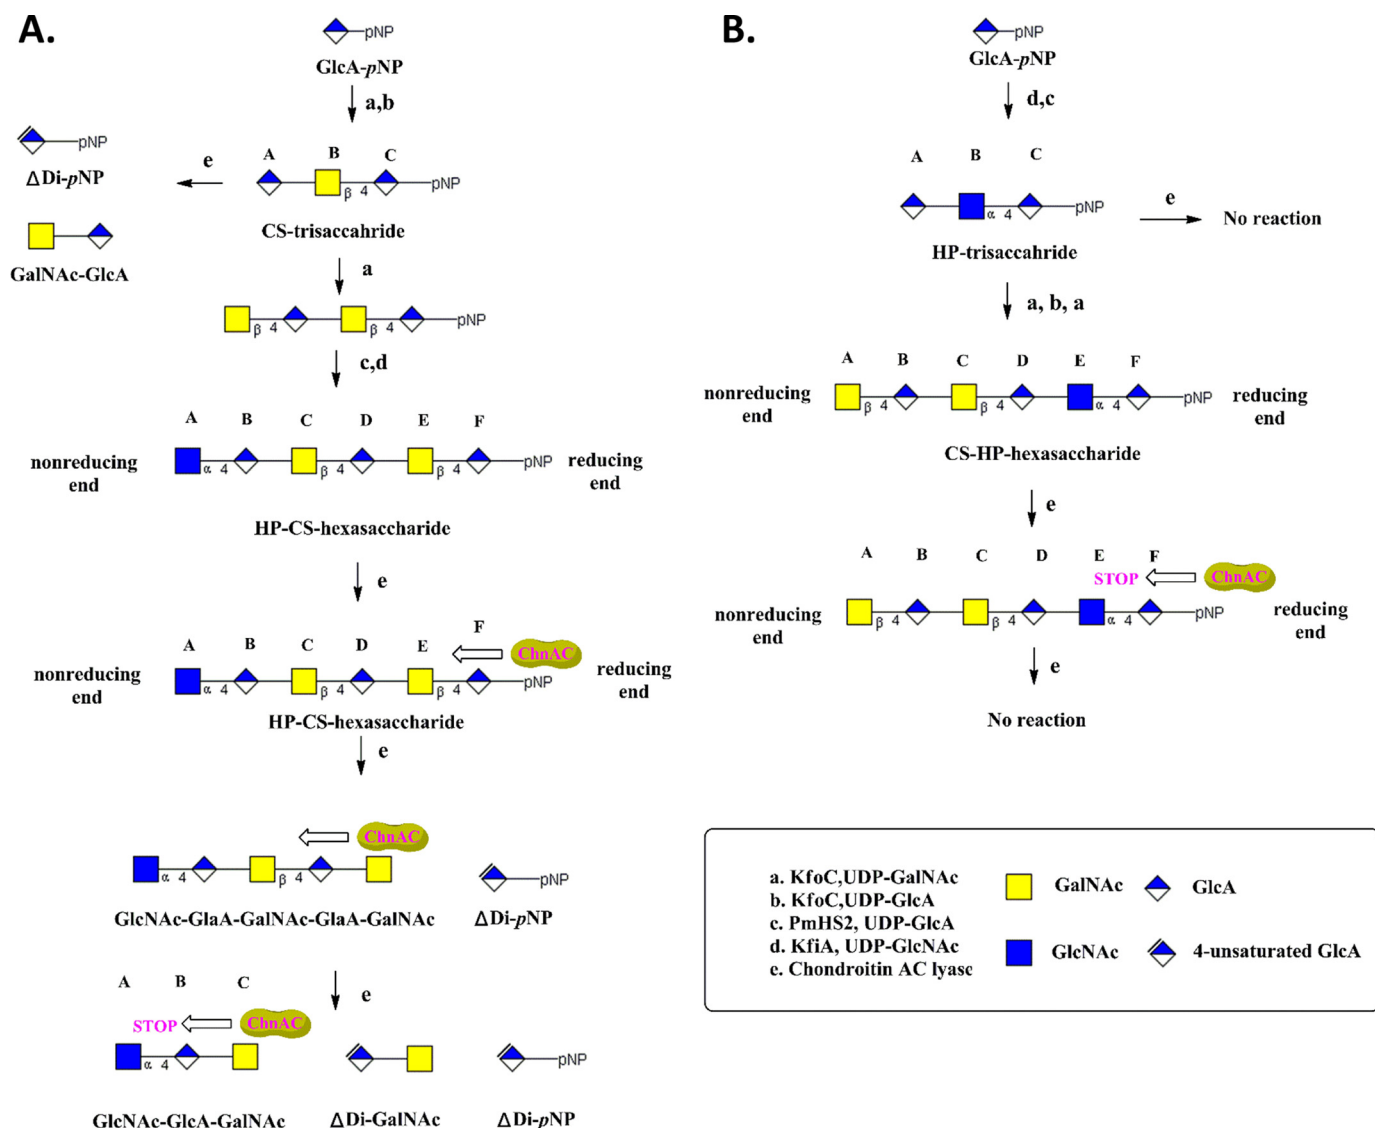 A.
pNP
GlcA-pNP
a,b
pNP
ΔDi-pNP
e
A B C
β 4 pNP
CS-trisaccahride
GalNAc-GlcA
a
β 4 β 4 pNP
c,d
A B C D E F
nonreducing
end
α 4 β 4 β 4 pNP
reducing
end
HP-CS-hexasaccharide
e
A B C D E F
ChnAC
nonreducing
end
α 4 β 4 β 4 pNP
reducing
end
HP-CS-hexasaccharide
e
ChnAC
α 4 β 4
pNP
GlcNAc-GlaA-GalNAc-GlaA-GalNAc
ΔDi-pNP
e
A B C
STOP ChnAC
α 4
pNP
GlcNAc-GlcA-GalNAc
ΔDi-GalNAc
ΔDi-pNP
B.
pNP
GlcA-pNP
d,c
A B C
α 4 pNP
e
No reaction
HP-trisaccahride
a, b, a
A B C D E F
nonreducing
end
β 4 β 4 α 4 pNP
reducing
end
CS-HP-hexasaccharide
e
A B C D E F
STOP ChnAC
nonreducing
end
β 4 β 4 α 4 pNP
reducing
end
e
No reaction
a. KfoC,UDP-GalNAc
b. KfoC,UDP-GlcA
c. PmHS2, UDP-GlcA
d. KfiA, UDP-GlcNAc
e. Chondroitin AC lyase
GalNAc
GlcA
GlcNAc
4-unsaturated GlcA